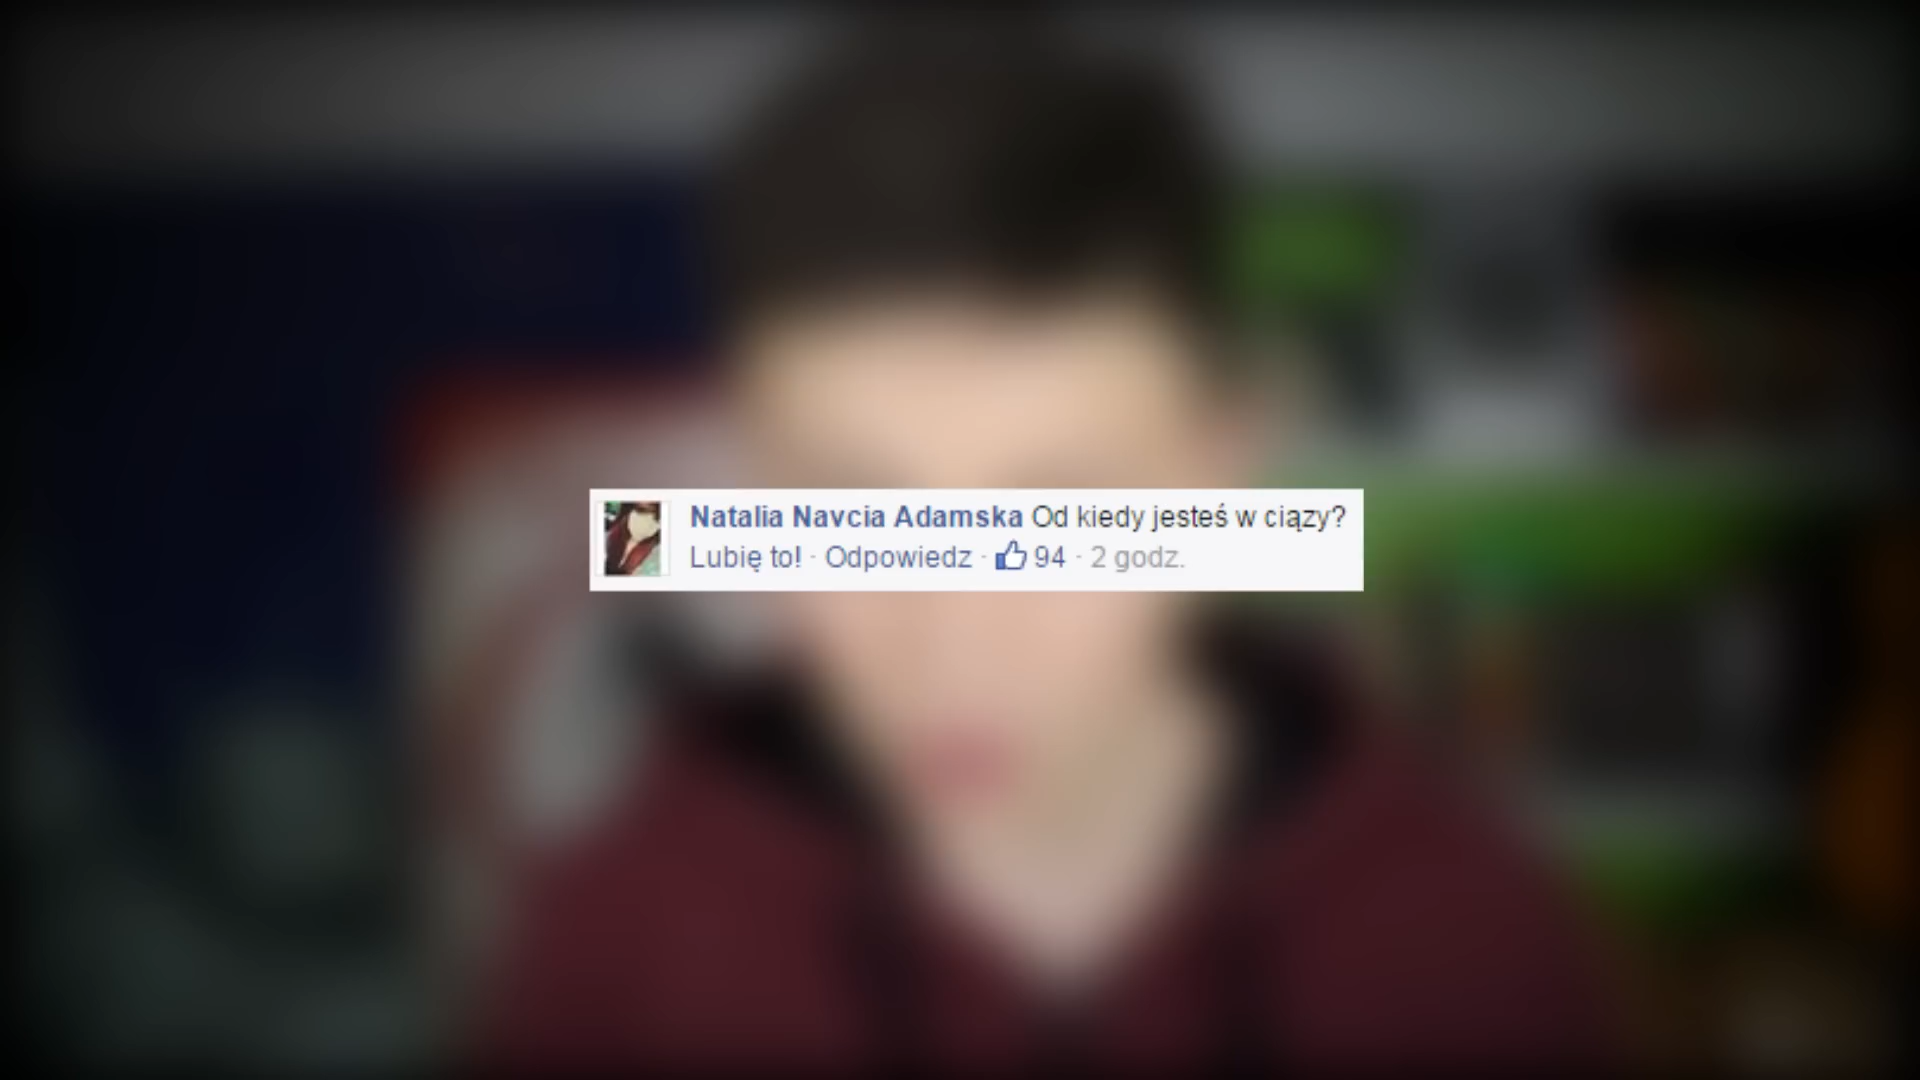 Natalia Navcia Adamska Od kiedy jesteś w ciązy?
Lubię to! · Odpowiedz · 94 · 2 godz.